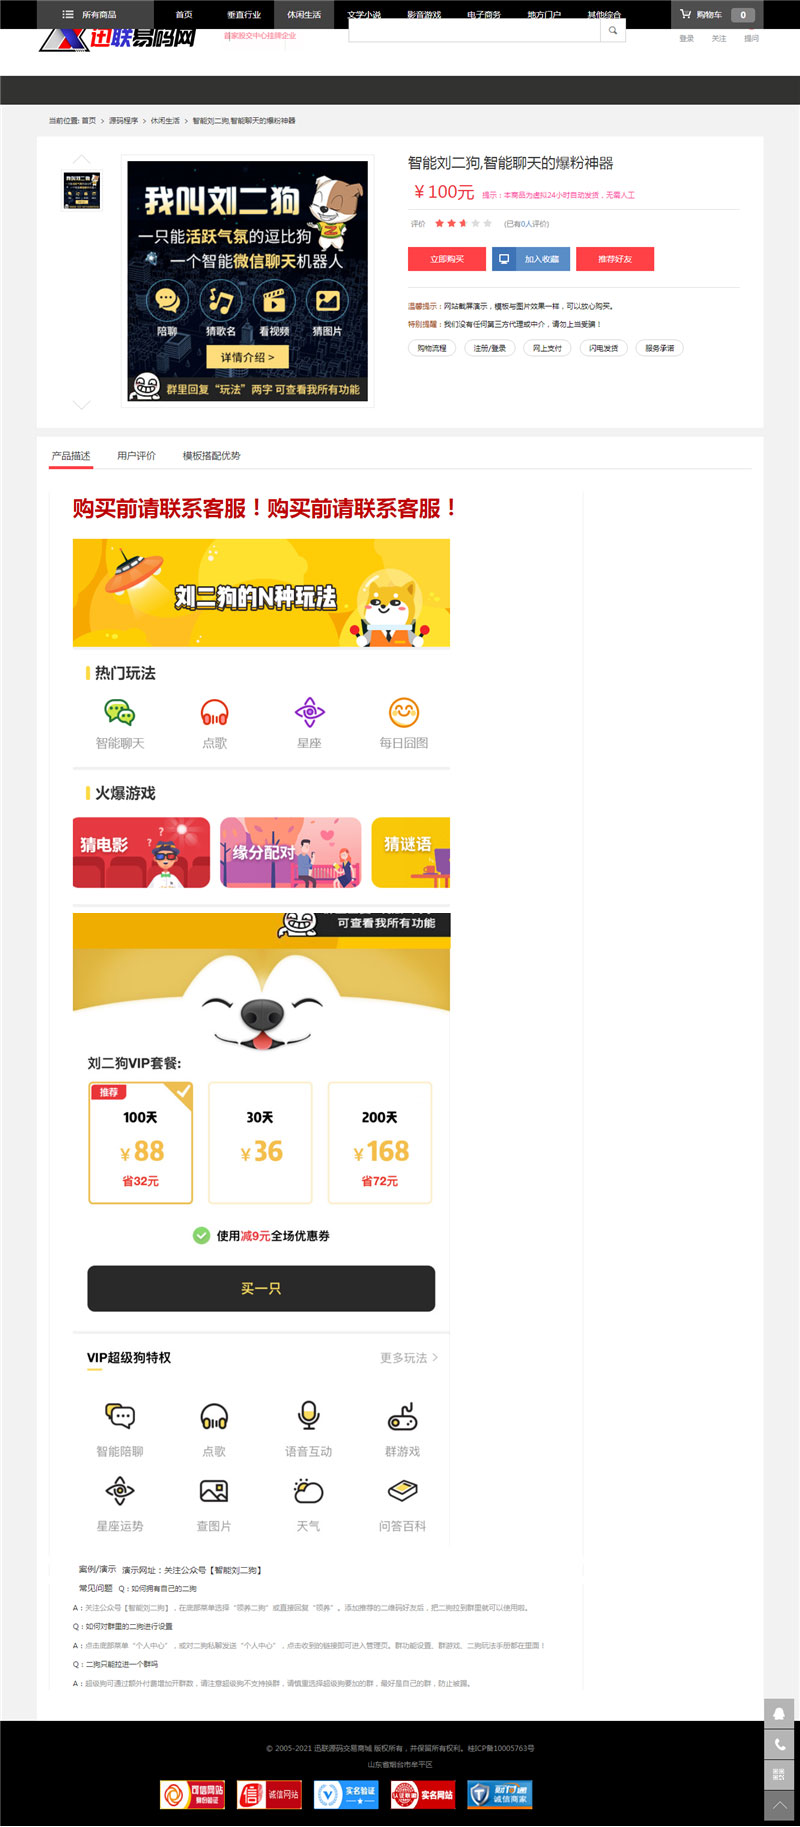 所有商品
首页
垂直行业
休闲生活
文学小说
影音游戏
电子商务
地方门户
其他综合
购物车 0
迅联易码网
首家股交中心挂牌企业
登录 关注 提问
当前位置: 首页 > 源码程序 > 休闲生活 > 智能刘二狗,智能聊天的爆粉神器
我叫刘二狗
一只能活跃气氛的逗比狗
一个智能微信聊天机器人
陪聊 猜歌名 看视频 猜图片
详情介绍 >
群里回复“玩法”两字 可查看我所有功能
智能刘二狗,智能聊天的爆粉神器
￥100元 提示：本商品为虚拟24小时自动发货，无需人工
评价 (已有0人评价)
立即购买 加入收藏 推荐好友
温馨提示：网站截屏演示，模板与图片效果一样，可以放心购买。
特别提醒：我们没有任何第三方代理或中介，请勿上当受骗！
购物流程 注册/登录 网上支付 闪电发货 服务承诺
产品描述 用户评价 模板搭配优势
购买前请联系客服！购买前请联系客服！
刘二狗的N种玩法
热门玩法
智能聊天 点歌 星座 每日囧图
火爆游戏
猜电影 缘分配对 猜谜语
可查看我所有功能
刘二狗VIP套餐:
推荐
100天 30天 200天
￥88 ￥36 ￥168
省32元 省72元
使用减9元全场优惠券
买一只
VIP超级狗特权 更多玩法 >
智能陪聊 点歌 语音互动 群游戏
星座运势 查图片 天气 问答百科
案例/演示 演示网址：关注公众号【智能刘二狗】
常见问题 Q：如何拥有自己的二狗
A：关注公众号【智能刘二狗】，在底部菜单选择“领养二狗”或直接回复“领养”。添加推荐的二维码好友后，把二狗拉到群里就可以使用啦。
Q：如何对群里的二狗进行设置
A：点击底部菜单“个人中心”，或对二狗私聊发送“个人中心”，点击收到的链接即可进入管理页。群功能设置、群游戏、二狗玩法手册都在里面！
Q：二狗只能拉进一个群吗
A：超级狗可通过额外付费增加开群数，请注意超级狗不支持换群，请慎重选择超级狗要加的群，最好是自己的群，防止被踢。
© 2005-2021 迅联源码交易商城 版权所有，并保留所有权利。桂ICP备10005763号
山东省烟台市牟平区
可信网站 身份验证
诚信网站
实名验证
实名网站
诚信商家